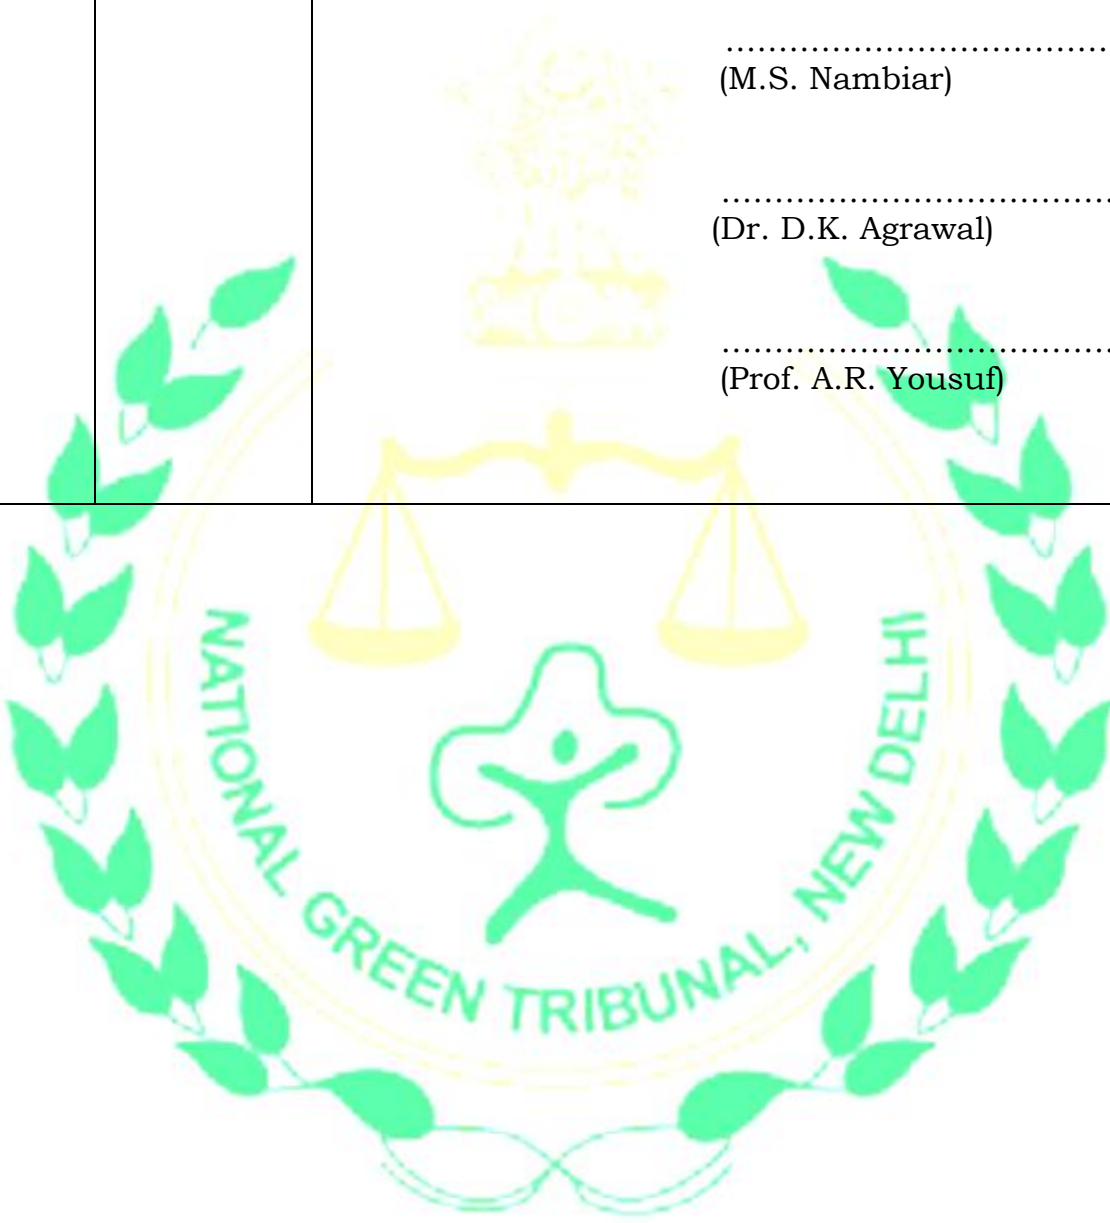 ……………………………….
(M.S. Nambiar)
……………………………….
(Dr. D.K. Agrawal)
……………………………….
(Prof. A.R. Yousuf)
NATIONAL GREEN TRIBUNAL, NEW DELHI